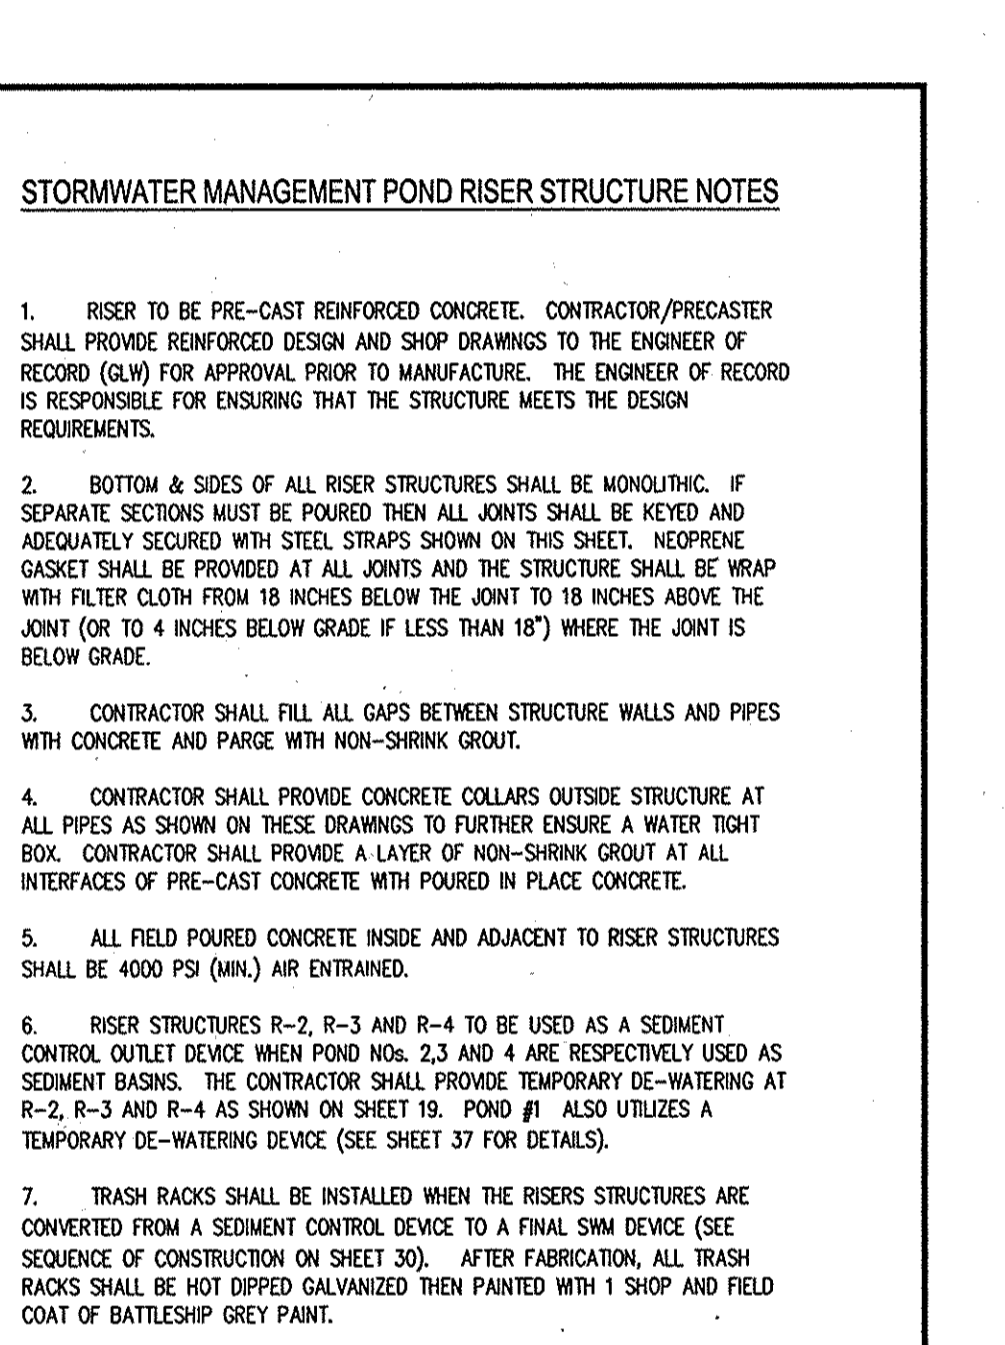 STORMWATER MANAGEMENT POND RISER STRUCTURE NOTES
1. RISER TO BE PRE-CAST REINFORCED CONCRETE. CONTRACTOR/PRECASTER
SHALL PROVIDE REINFORCED DESIGN AND SHOP DRAWINGS TO THE ENGINEER OF
RECORD (GLW) FOR APPROVAL PRIOR TO MANUFACTURE. THE ENGINEER OF RECORD
IS RESPONSIBLE FOR ENSURING THAT THE STRUCTURE MEETS THE DESIGN
REQUIREMENTS.
2. BOTTOM & SIDES OF ALL RISER STRUCTURES SHALL BE MONOLITHIC. IF
SEPARATE SECTIONS MUST BE POURED THEN ALL JOINTS SHALL BE KEYED AND
ADEQUATELY SECURED WITH STEEL STRAPS SHOWN ON THIS SHEET. NEOPRENE
GASKET SHALL BE PROVIDED AT ALL JOINTS AND THE STRUCTURE SHALL BE WRAP
WITH FILTER CLOTH FROM 18 INCHES BELOW THE JOINT TO 18 INCHES ABOVE THE
JOINT (OR TO 4 INCHES BELOW GRADE IF LESS THAN 18") WHERE THE JOINT IS
BELOW GRADE.
3. CONTRACTOR SHALL FILL ALL GAPS BETWEEN STRUCTURE WALLS AND PIPES
WITH CONCRETE AND PARGE WITH NON-SHRINK GROUT.
4. CONTRACTOR SHALL PROVIDE CONCRETE COLLARS OUTSIDE STRUCTURE AT
ALL PIPES AS SHOWN ON THESE DRAWINGS TO FURTHER ENSURE A WATER TIGHT
BOX. CONTRACTOR SHALL PROVIDE A LAYER OF NON-SHRINK GROUT AT ALL
INTERFACES OF PRE-CAST CONCRETE WITH POURED IN PLACE CONCRETE.
5. ALL FIELD POURED CONCRETE INSIDE AND ADJACENT TO RISER STRUCTURES
SHALL BE 4000 PSI (MIN.) AIR ENTRAINED.
6. RISER STRUCTURES R-2, R-3 AND R-4 TO BE USED AS A SEDIMENT
CONTROL OUTLET DEVICE WHEN POND NOs. 2,3 AND 4 ARE RESPECTIVELY USED AS
SEDIMENT BASINS. THE CONTRACTOR SHALL PROVIDE TEMPORARY DE-WATERING AT
R-2, R-3 AND R-4 AS SHOWN ON SHEET 19. POND #1 ALSO UTILIZES A
TEMPORARY DE-WATERING DEVICE (SEE SHEET 37 FOR DETAILS).
7. TRASH RACKS SHALL BE INSTALLED WHEN THE RISERS STRUCTURES ARE
CONVERTED FROM A SEDIMENT CONTROL DEVICE TO A FINAL SWM DEVICE (SEE
SEQUENCE OF CONSTRUCTION ON SHEET 30). AFTER FABRICATION, ALL TRASH
RACKS SHALL BE HOT DIPPED GALVANIZED THEN PAINTED WITH 1 SHOP AND FIELD
COAT OF BATTLESHIP GREY PAINT.